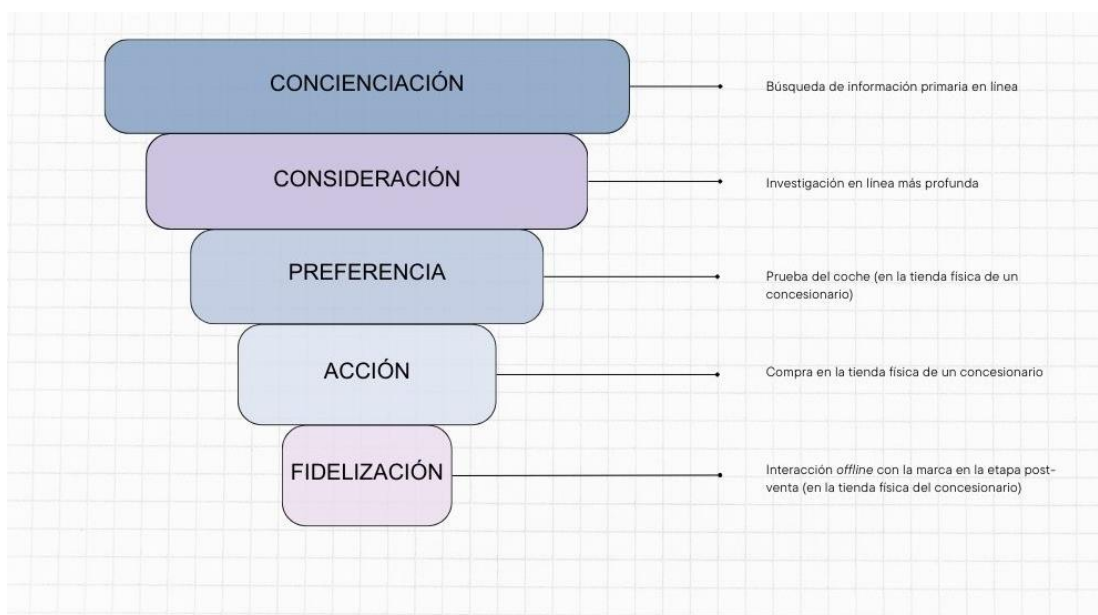 CONCIENCIACIÓN
Búsqueda de información primaria en línea
CONSIDERACIÓN
Investigación en línea más profunda
PREFERENCIA
Prueba del coche (en la tienda física de un
concesionario)
ACCIÓN
Compra en la tienda física de un concesionario
FIDELIZACIÓN
Interacción offline con la marca en la etapa post-
venta (en la tienda física del concesionario)